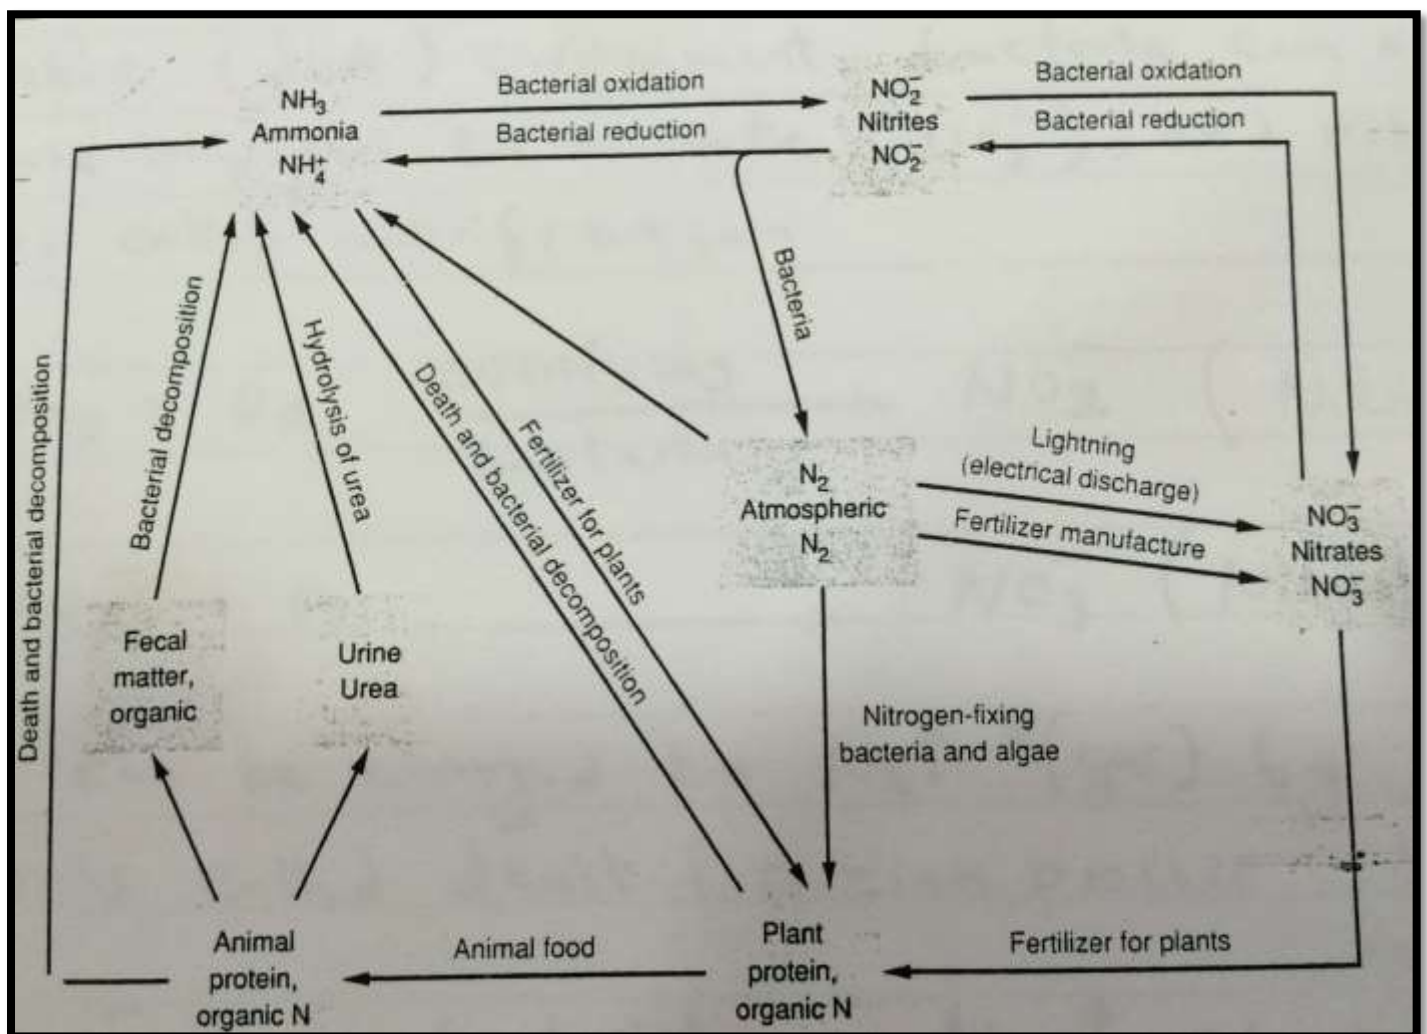 Bacterial oxidation
Bacterial oxidation
NH₃
Ammonia
NH₄⁺
NO₂⁻
Nitrites
NO₂⁻
Bacterial reduction
Bacterial reduction
Bacteria
Death and bacterial decomposition
Bacterial decomposition
Hydrolysis of urea
Death and bacterial decomposition
Fertilizer for plants
N₂
Atmospheric
N₂
Lightning
(electrical discharge)
Fertilizer manufacture
NO₃⁻
Nitrates
NO₃⁻
Fecal
matter,
organic
Urine
Urea
Nitrogen-fixing
bacteria and algae
Animal
protein,
organic N
Animal food
Plant
protein,
organic N
Fertilizer for plants